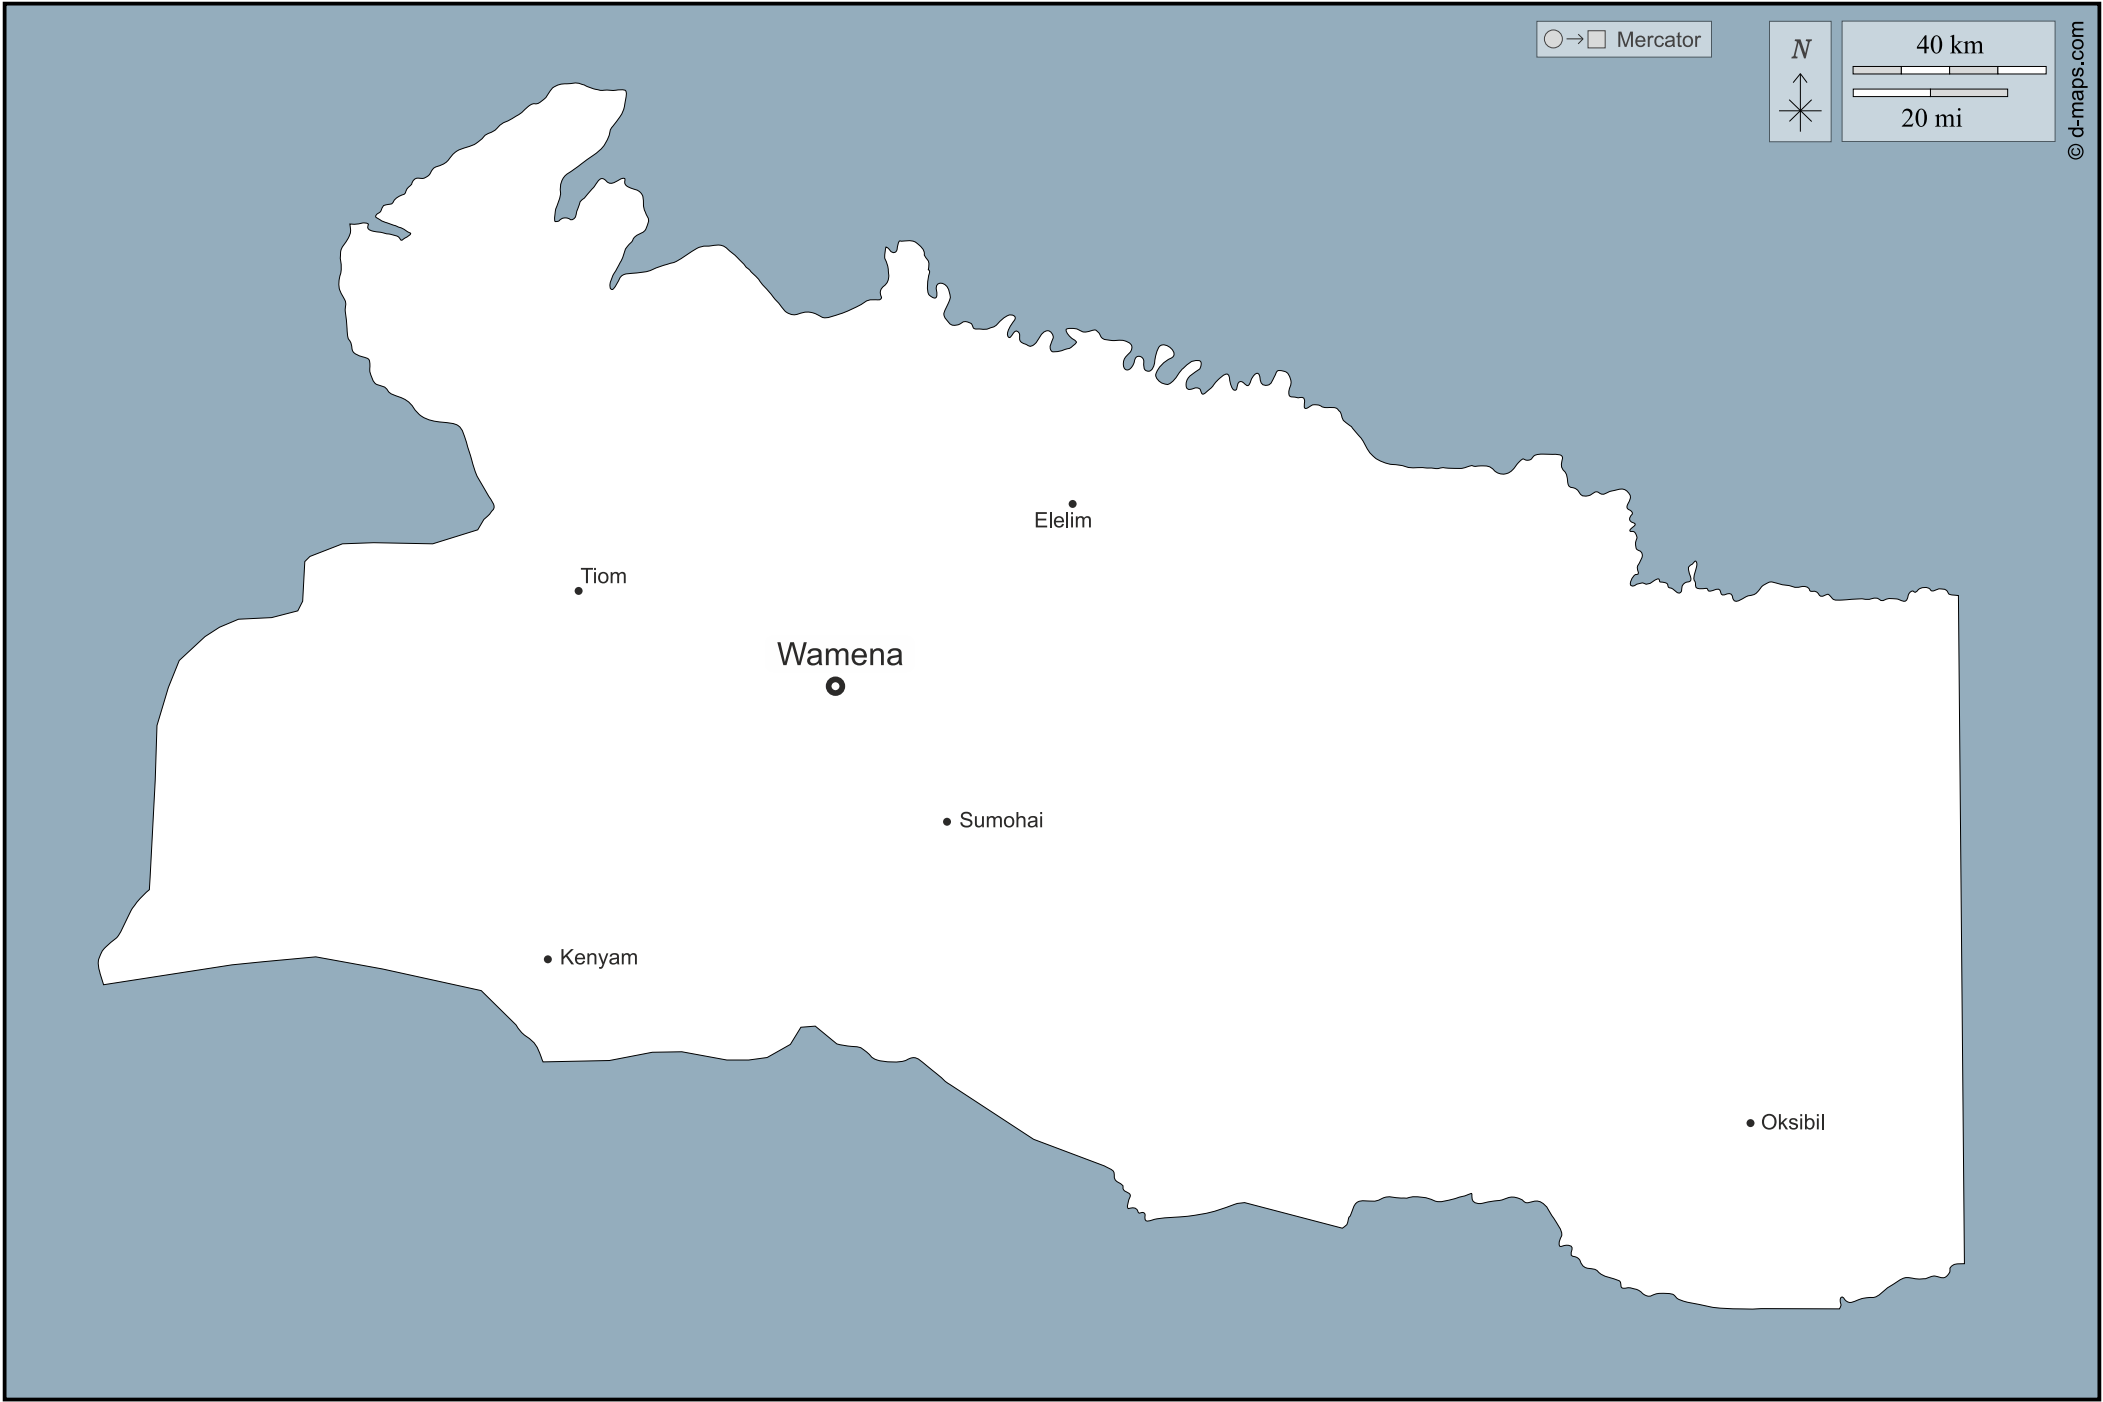 Mercator
N
40 km
20 mi
© d-maps.com
Elelim
Tiom
Wamena
Sumohai
Kenyam
Oksibil